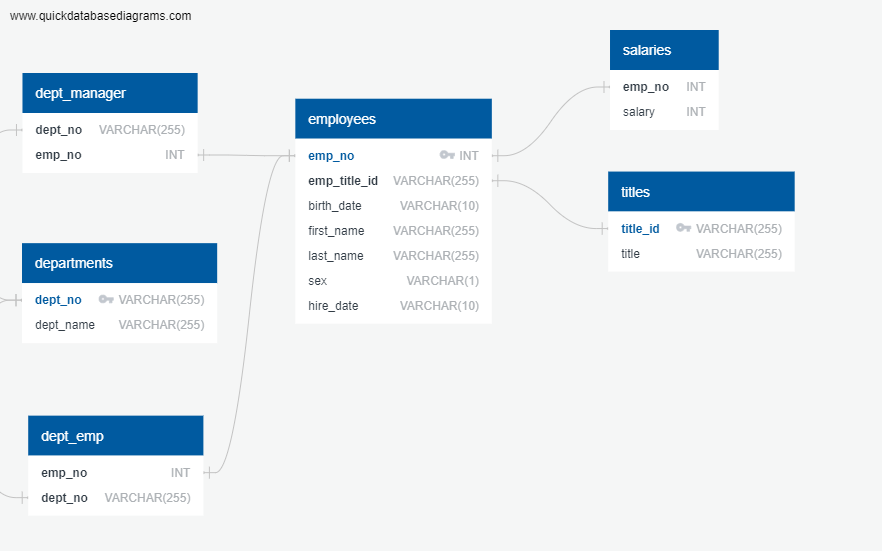 www.quickdatabasediagrams.com
dept_manager
dept_no VARCHAR(255)
emp_no INT
departments
dept_no VARCHAR(255)
dept_name VARCHAR(255)
dept_emp
emp_no INT
dept_no VARCHAR(255)
employees
emp_no INT
emp_title_id VARCHAR(255)
birth_date VARCHAR(10)
first_name VARCHAR(255)
last_name VARCHAR(255)
sex VARCHAR(1)
hire_date VARCHAR(10)
salaries
emp_no INT
salary INT
titles
title_id VARCHAR(255)
title VARCHAR(255)